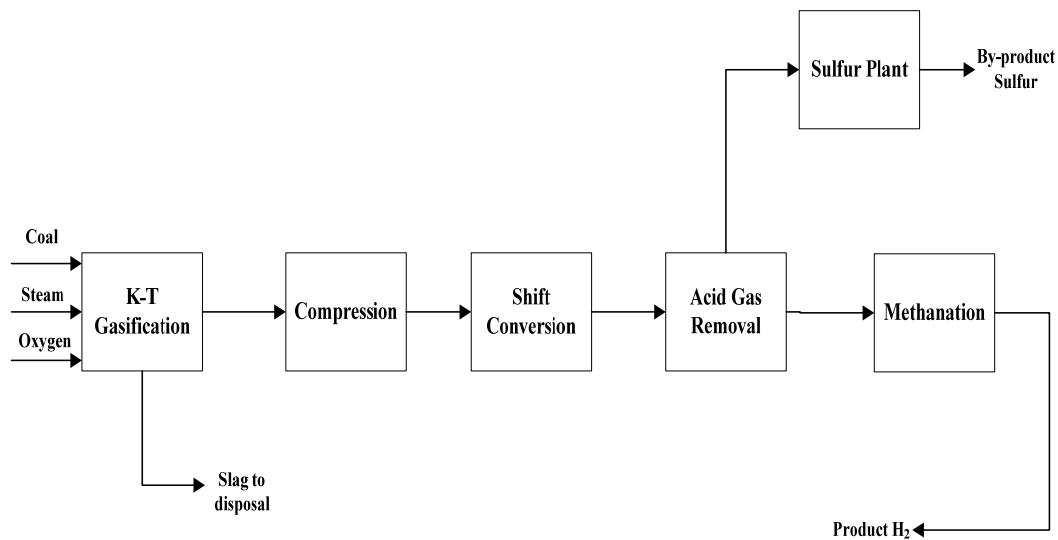 Sulfur Plant
By-product
Sulfur
Coal
Steam
Oxygen
K-T
Gasification
Compression
Shift
Conversion
Acid Gas
Removal
Methanation
Slag to
disposal
Product H₂